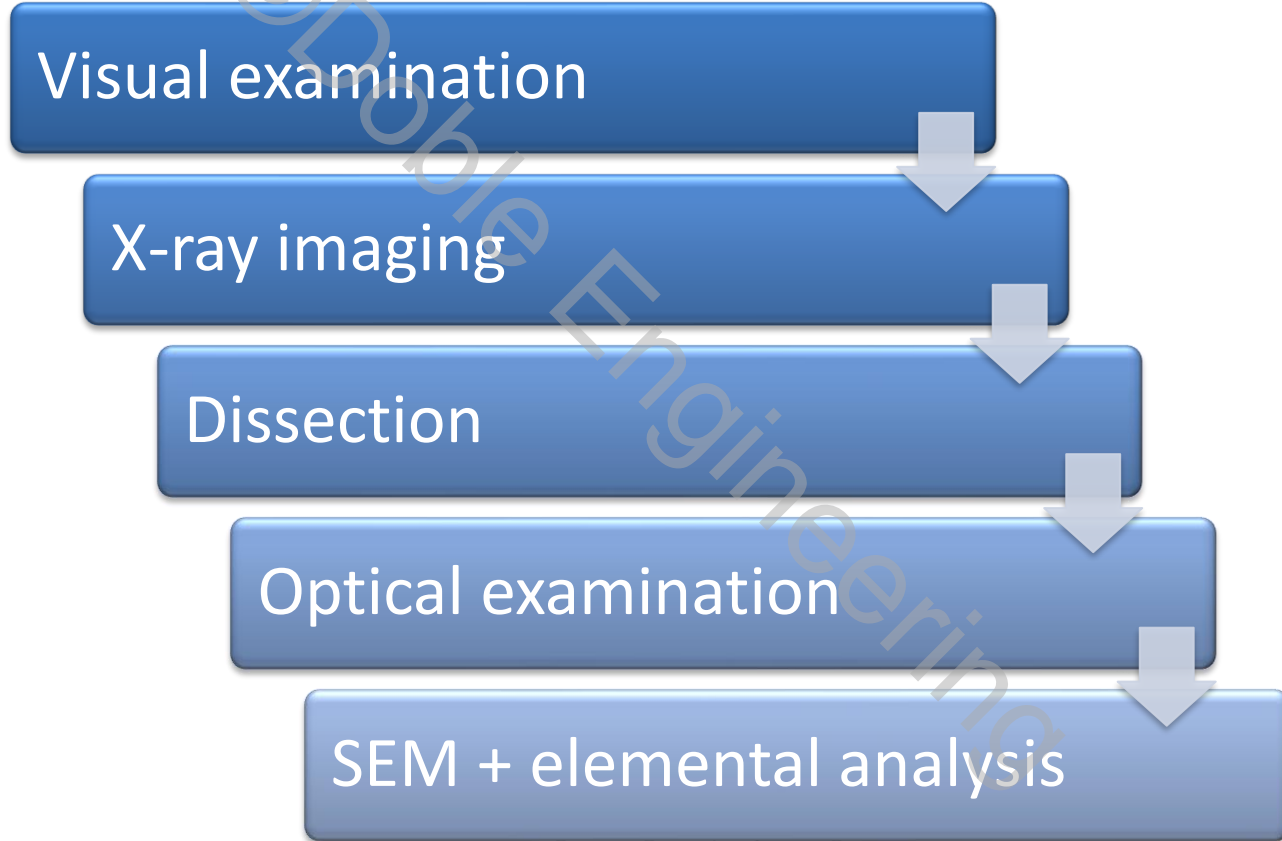 Visual examination
X-ray imaging
Dissection
Optical examination
SEM + elemental analysis
©Doble Engineering